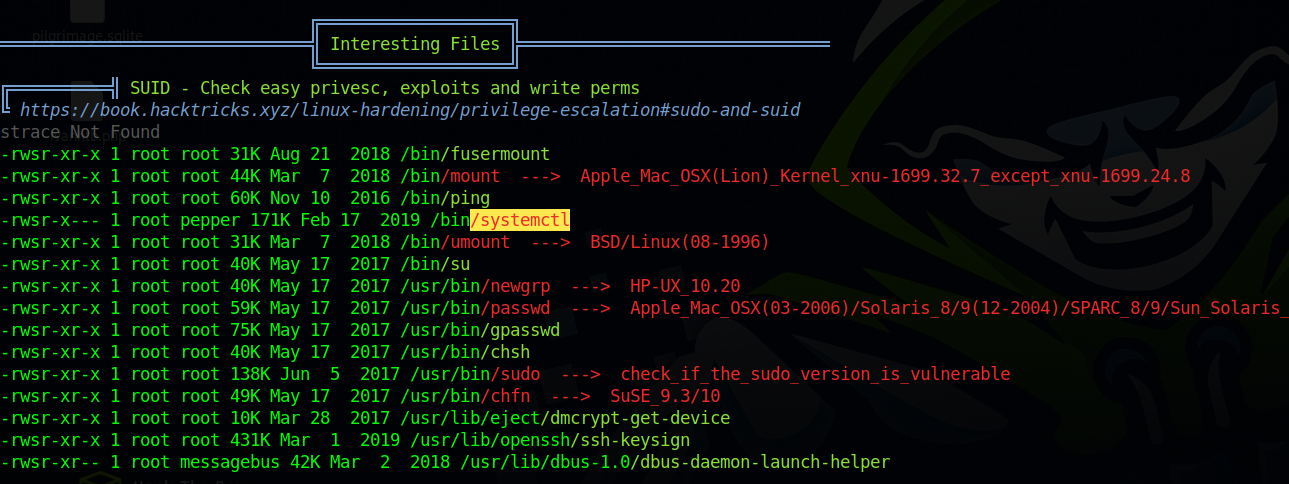 pilgrimage.sqlite
Interesting Files
SUID - Check easy privesc, exploits and write perms
https://book.hacktricks.xyz/linux-hardening/privilege-escalation#sudo-and-suid
strace Not Found
-rwsr-xr-x 1 root root 31K Aug 21  2018 /bin/fusermount
-rwsr-xr-x 1 root root 44K Mar  7  2018 /bin/mount  --->  Apple_Mac_OSX(Lion)_Kernel_xnu-1699.32.7_except_xnu-1699.24.8
-rwsr-xr-x 1 root root 60K Nov 10  2016 /bin/ping
-rwsr-x--- 1 root pepper 171K Feb 17  2019 /bin/systemctl
-rwsr-xr-x 1 root root 31K Mar  7  2018 /bin/umount  --->  BSD/Linux(08-1996)
-rwsr-xr-x 1 root root 40K May 17  2017 /bin/su
-rwsr-xr-x 1 root root 40K May 17  2017 /usr/bin/newgrp  --->  HP-UX_10.20
-rwsr-xr-x 1 root root 59K May 17  2017 /usr/bin/passwd  --->  Apple_Mac_OSX(03-2006)/Solaris_8/9(12-2004)/SPARC_8/9/Sun_Solaris_
-rwsr-xr-x 1 root root 75K May 17  2017 /usr/bin/gpasswd
-rwsr-xr-x 1 root root 40K May 17  2017 /usr/bin/chsh
-rwsr-xr-x 1 root root 138K Jun  5  2017 /usr/bin/sudo  --->  check_if_the_sudo_version_is_vulnerable
-rwsr-xr-x 1 root root 49K May 17  2017 /usr/bin/chfn  --->  SuSE_9.3/10
-rwsr-xr-x 1 root root 10K Mar 28  2017 /usr/lib/eject/dmcrypt-get-device
-rwsr-xr-x 1 root root 431K Mar  1  2019 /usr/lib/openssh/ssh-keysign
-rwsr-xr-- 1 root messagebus 42K Mar  2  2018 /usr/lib/dbus-1.0/dbus-daemon-launch-helper